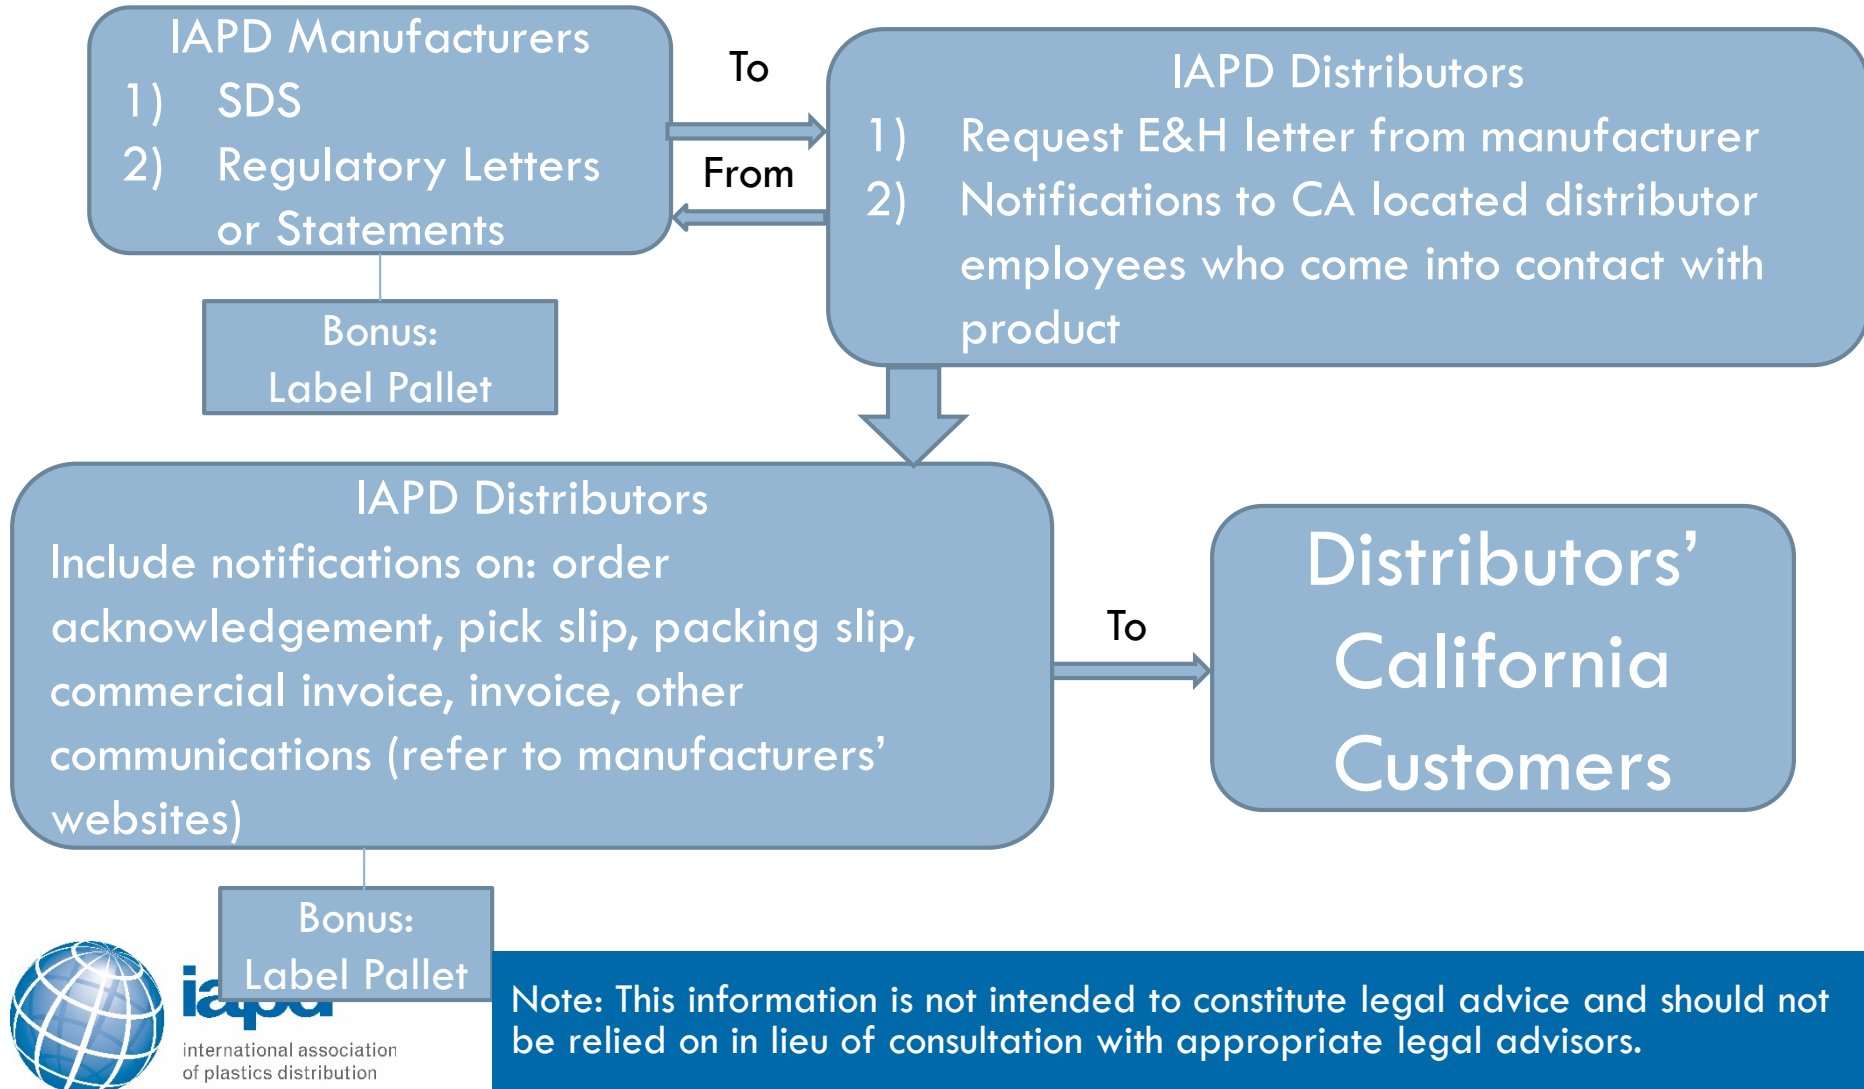 IAPD Manufacturers
1) SDS
2) Regulatory Letters
or Statements
Bonus:
Label Pallet
To
From
IAPD Distributors
1) Request E&H letter from manufacturer
2) Notifications to CA located distributor
employees who come into contact with
product
IAPD Distributors
Include notifications on: order
acknowledgement, pick slip, packing slip,
commercial invoice, invoice, other
communications (refer to manufacturers’
websites)
Bonus:
Label Pallet
To
Distributors’
California
Customers
iapd
international association
of plastics distribution
Note: This information is not intended to constitute legal advice and should not
be relied on in lieu of consultation with appropriate legal advisors.